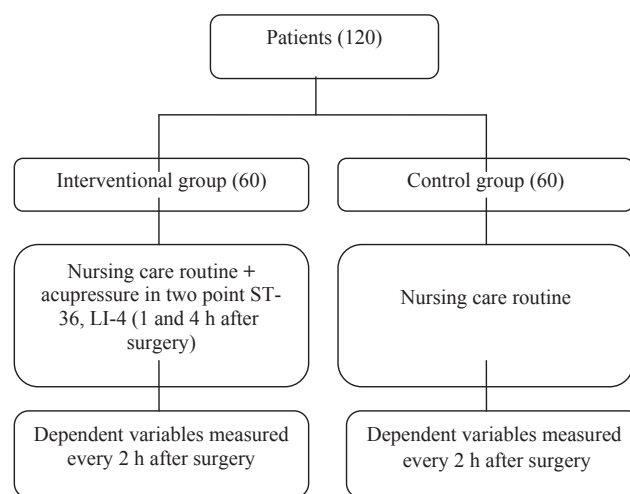 Patients (120)
Interventional group (60)
Control group (60)
Nursing care routine +
acupressure in two point ST-
36, LI-4 (1 and 4 h after
surgery)
Nursing care routine
Dependent variables measured
every 2 h after surgery
Dependent variables measured
every 2 h after surgery